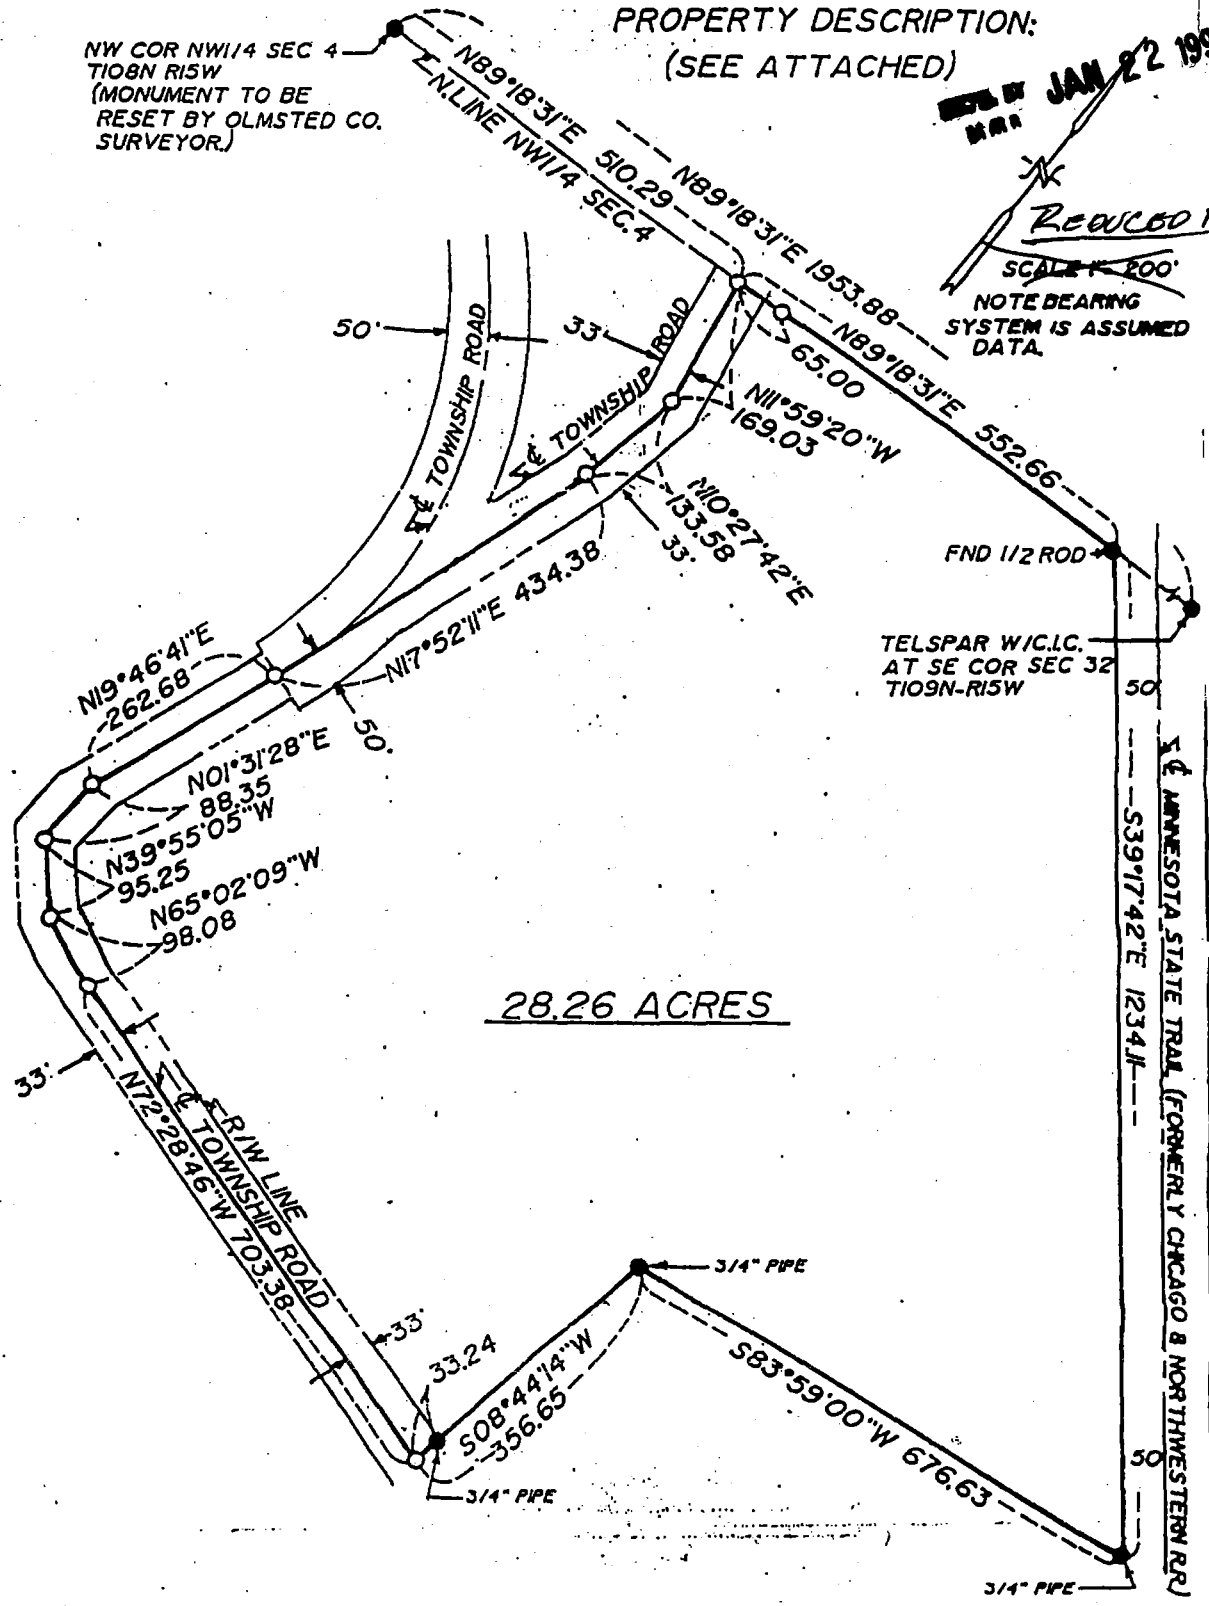 PROPERTY DESCRIPTION:
(SEE ATTACHED)
JAN 22 199
NW COR NW1/4 SEC 4
T108N R15W
(MONUMENT TO BE
RESET BY OLMSTED CO.
SURVEYOR.)
N89°18'31"E 510.29
N.LINE NW1/4 SEC.4
N89°18'31"E 1953.88
N
REDUCED
SCALE 1"= 200'
NOTE BEARING
SYSTEM IS ASSUMED
DATA.
50'
℄ TOWNSHIP ROAD
33'
℄ TOWNSHIP ROAD
65.00
N89°18'31"E 552.66
N11°59'20"W
169.03
N10°27'42"E
133.58
33'
FND 1/2 ROD
TELSPAR W/C.I.C.
AT SE COR SEC 32
T109N-R15W
50'
N17°52'11"E 434.38
50'
N19°46'41"E
262.68
N01°31'28"E
88.35
N39°55'05"W
95.25
N65°02'09"W
98.08
28.26 ACRES
S39°17'42"E 1234.11
℄ MINNESOTA STATE TRAIL (FORMERLY CHICAGO & NORTHWESTERN RR)
33'
N72°28'46"W 703.38
℄ TOWNSHIP ROAD
R/W LINE
33'
33.24
S08°44'14"W
356.65
3/4" PIPE
3/4" PIPE
S83°59'00"W 676.63
50'
3/4" PIPE